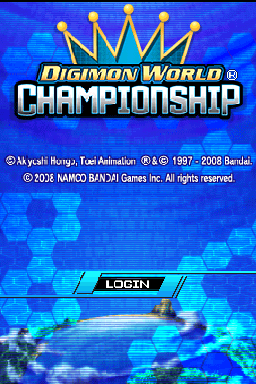 DIGIMON WORLD®
CHAMPIONSHIP
© Akiyoshi Hongo, Toei Animation ® & © 1997 - 2008 Bandai.
© 2008 NAMCO BANDAI Games Inc. All rights reserved.
LOGIN